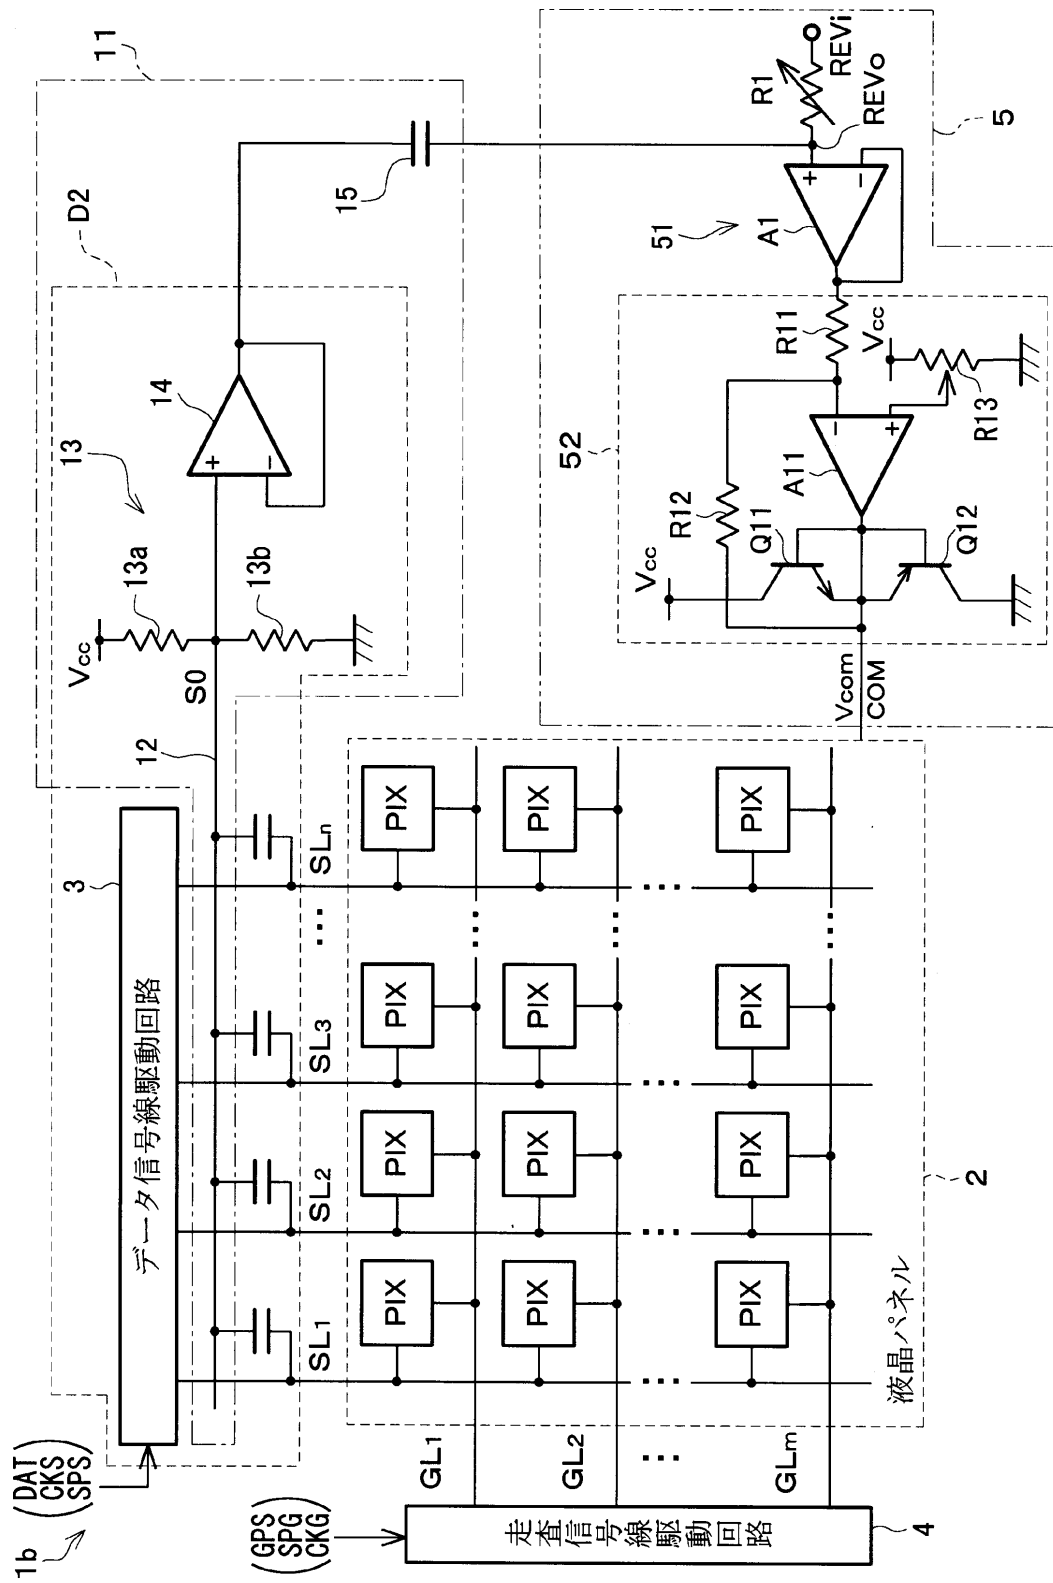 1b
(DAT
CKS
SPS)
3
データ信号線駆動回路
12
S0
Vcc
13a
13b
13
14
D2
11
15
SL1
SL2
SL3
...
SLn
(GPS
SPG
CKG)
走査信号線駆動回路
4
GL1
GL2
...
GLm
PIX
PIX
PIX
PIX
...
PIX
PIX
PIX
PIX
...
... ... ... ...
PIX
PIX
PIX
PIX
...
液晶パネル
2
Vcom
COM
52
Vcc
R12
R11
Q11
A11
Q12
Vcc
R13
51
A1
R1
REVi
REVo
5
+
−
+
−
−
+